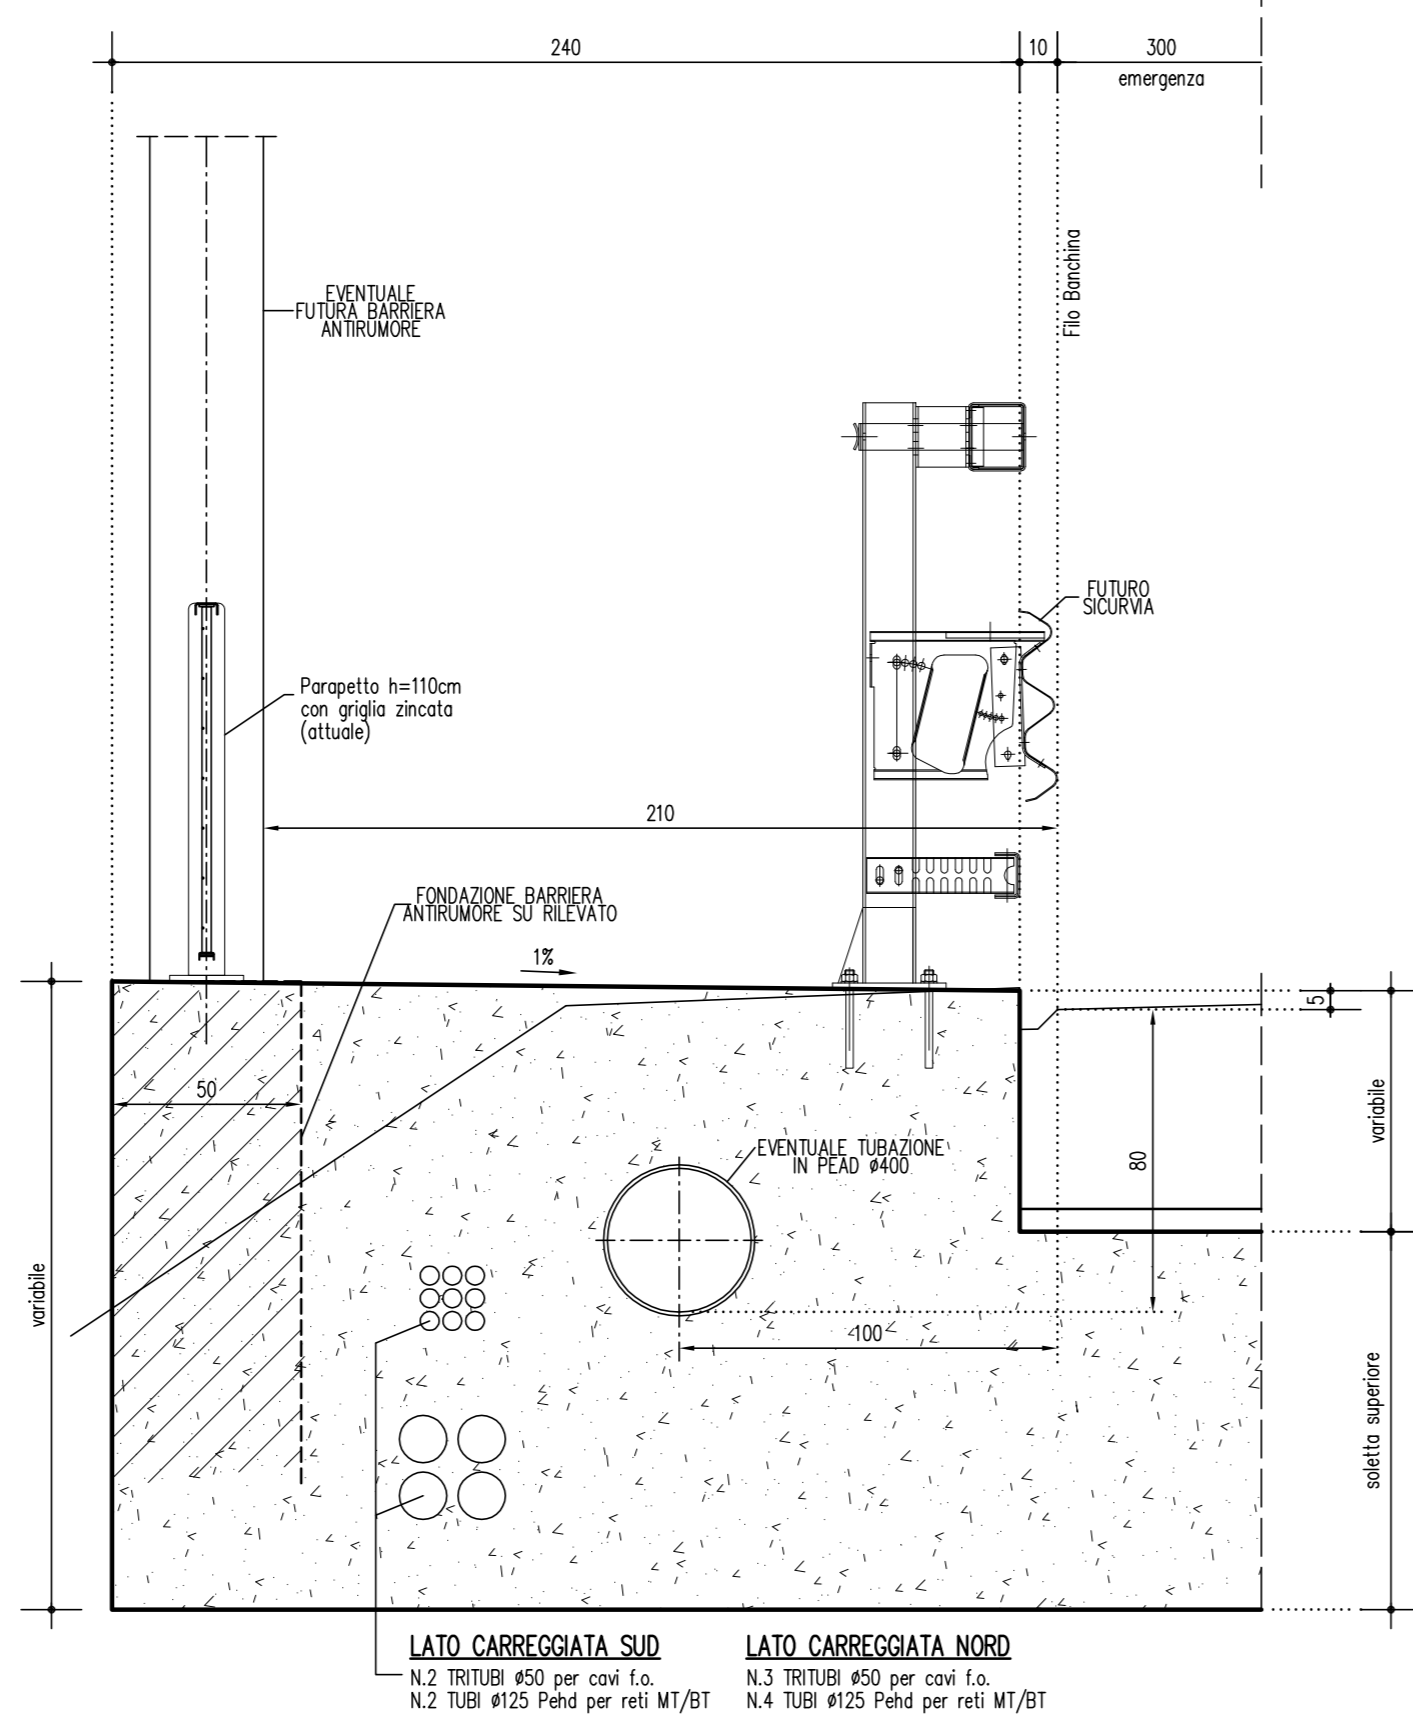 240
10
300
emergenza
Filo Banchina
EVENTUALE
FUTURA BARRIERA
ANTIRUMORE
FUTURO
SICURVIA
Parapetto h=110cm
con griglia zincata
(attuale)
210
FONDAZIONE BARRIERA
ANTIRUMORE SU RILEVATO
1%
5
50
variabile
80
EVENTUALE TUBAZIONE
IN PEAD ø400
variabile
100
soletta superiore
LATO CARREGGIATA SUD
N.2 TRITUBI ø50 per cavi f.o.
N.2 TUBI ø125 Pehd per reti MT/BT
LATO CARREGGIATA NORD
N.3 TRITUBI ø50 per cavi f.o.
N.4 TUBI ø125 Pehd per reti MT/BT